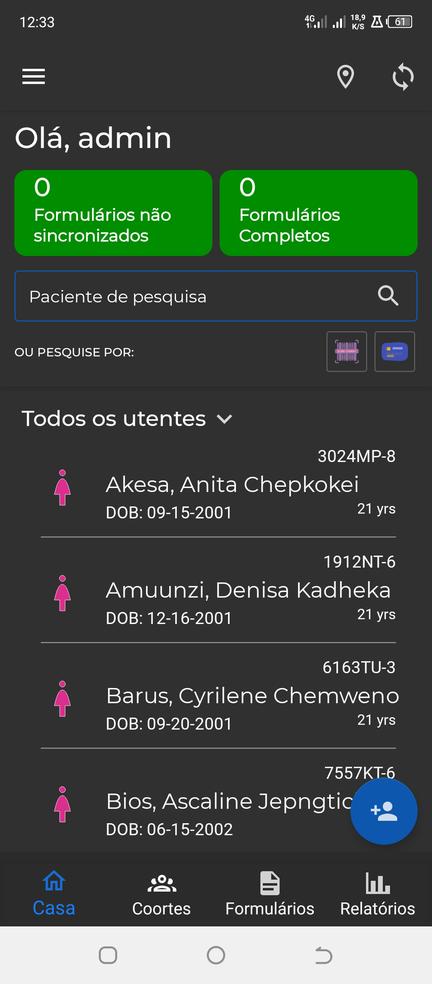 12:33
4G
18,9
K/S
61
Olá, admin
0
Formulários não
sincronizados
0
Formulários
Completos
Paciente de pesquisa
OU PESQUISE POR:
Todos os utentes
3024MP-8
Akesa, Anita Chepkokei
DOB: 09-15-2001
21 yrs
1912NT-6
Amuunzi, Denisa Kadheka
DOB: 12-16-2001
21 yrs
6163TU-3
Barus, Cyrilene Chemweno
DOB: 09-20-2001
21 yrs
7557KT-6
Bios, Ascaline Jepngtic
DOB: 06-15-2002
Casa
Coortes
Formulários
Relatórios